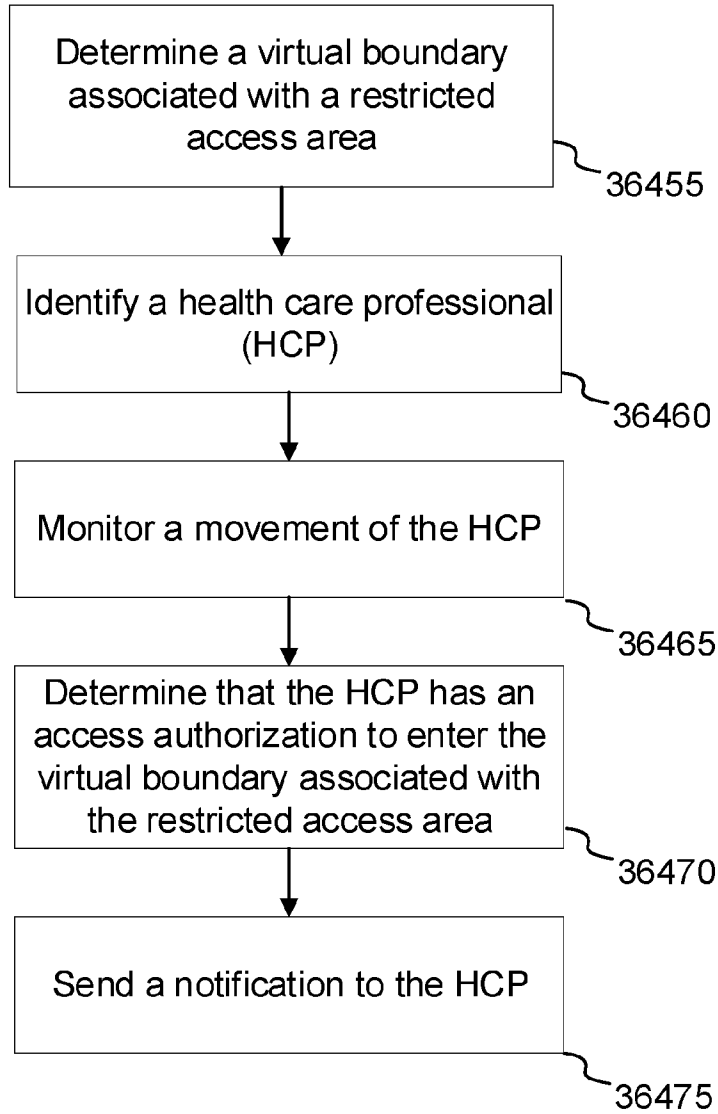 Determine a virtual boundary
associated with a restricted
access area
36455
Identify a health care professional
(HCP)
36460
Monitor a movement of the HCP
36465
Determine that the HCP has an
access authorization to enter the
virtual boundary associated with
the restricted access area
36470
Send a notification to the HCP
36475